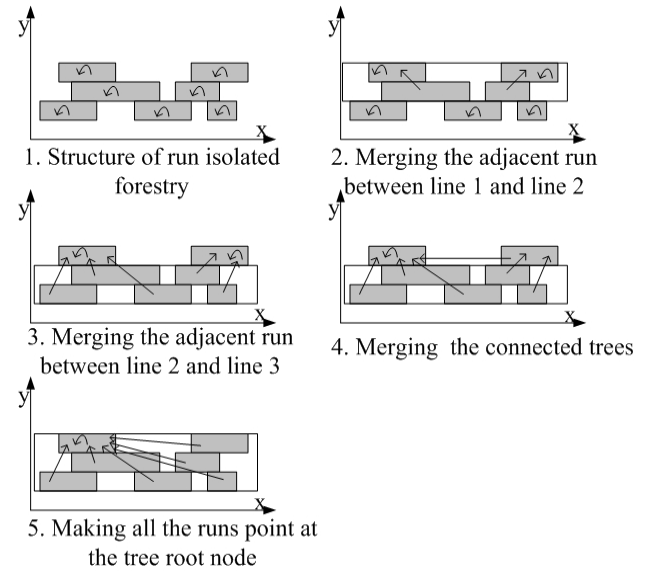 y
y
X
X
1. Structure of run isolated
forestry
2. Merging the adjacent run
between line 1 and line 2
y
y
X
X
3. Merging the adjacent run
between line 2 and line 3
4. Merging the connected trees
y
X
5. Making all the runs point at
the tree root node